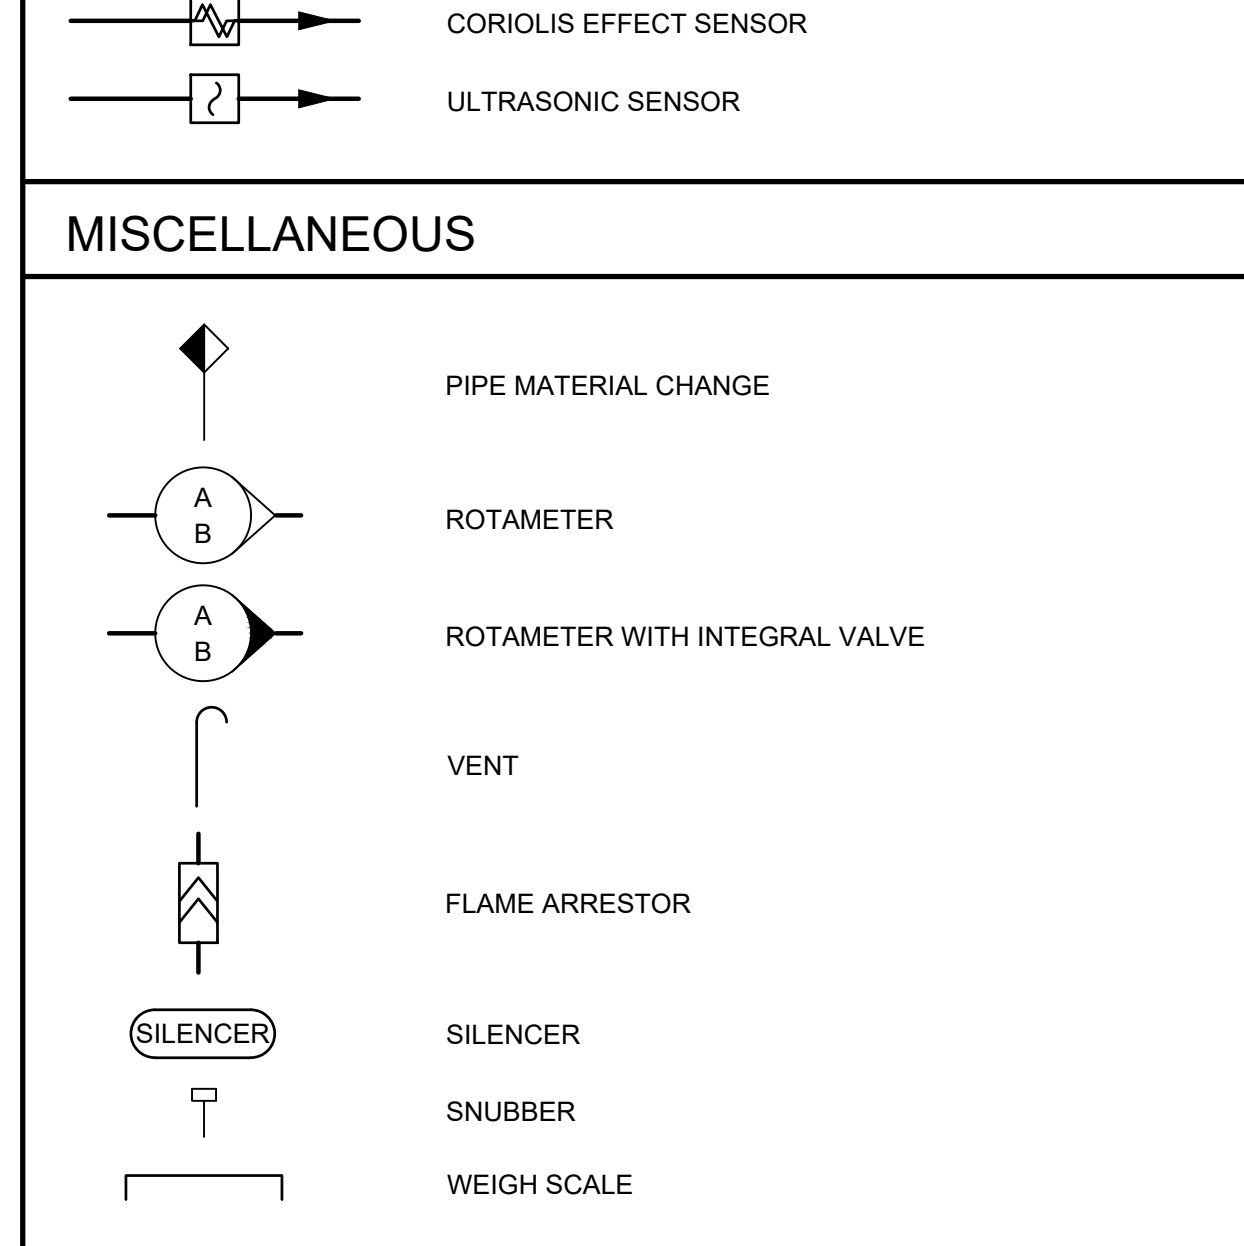 CORIOLIS EFFECT SENSOR
ULTRASONIC SENSOR
MISCELLANEOUS
PIPE MATERIAL CHANGE
A
B
ROTAMETER
A
B
ROTAMETER WITH INTEGRAL VALVE
VENT
FLAME ARRESTOR
SILENCER
SILENCER
SNUBBER
WEIGH SCALE